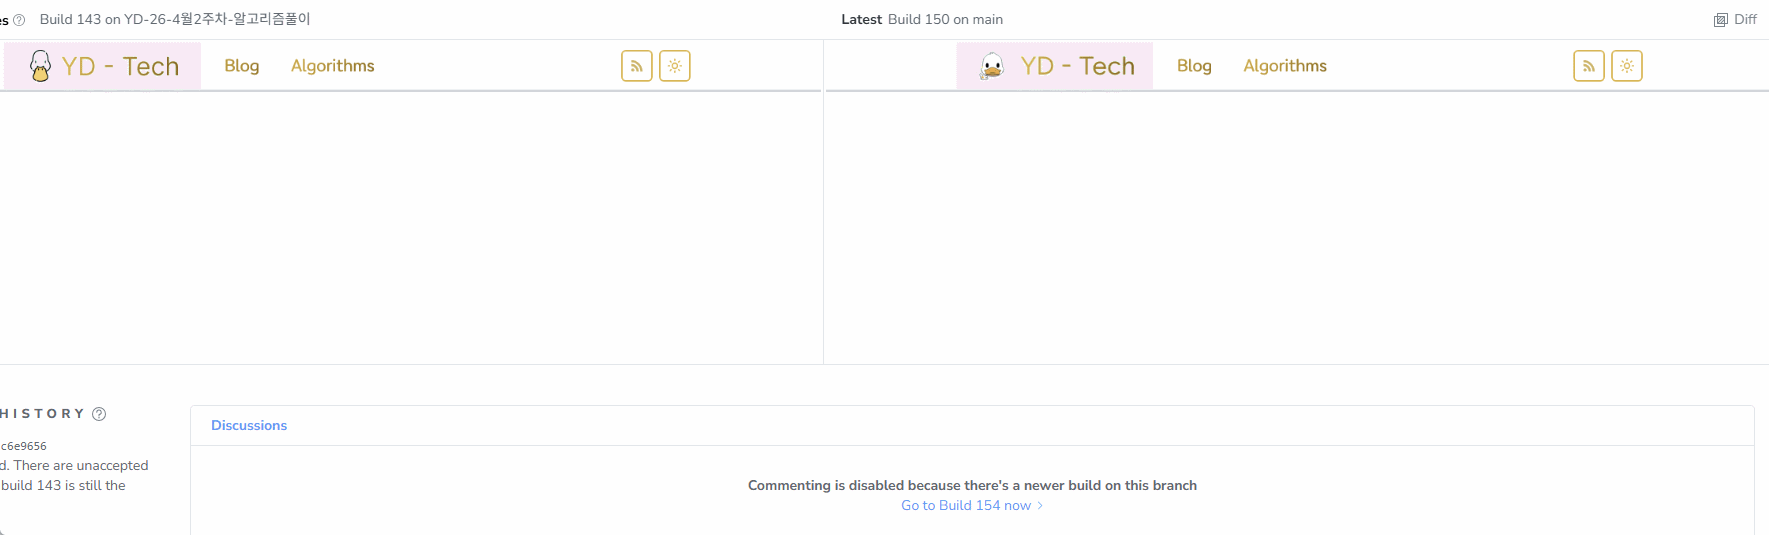 es Build 143 on YD-26-4월2주차-알고리즘풀이
Latest Build 150 on main
Diff
YD - Tech Blog Algorithms
YD - Tech Blog Algorithms
HISTORY
c6e9656
d. There are unaccepted
build 143 is still the
Discussions
Commenting is disabled because there's a newer build on this branch
Go to Build 154 now